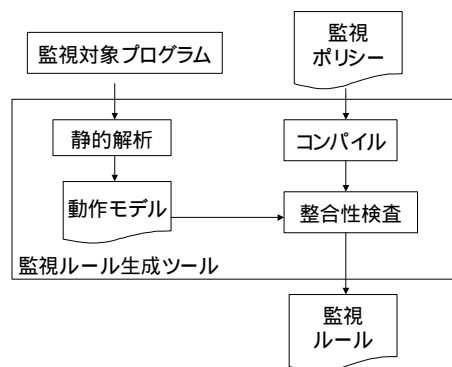 監視対象プログラム
監視
ポリシー
静的解析
コンパイル
動作モデル
整合性検査
監視ルール生成ツール
監視
ルール